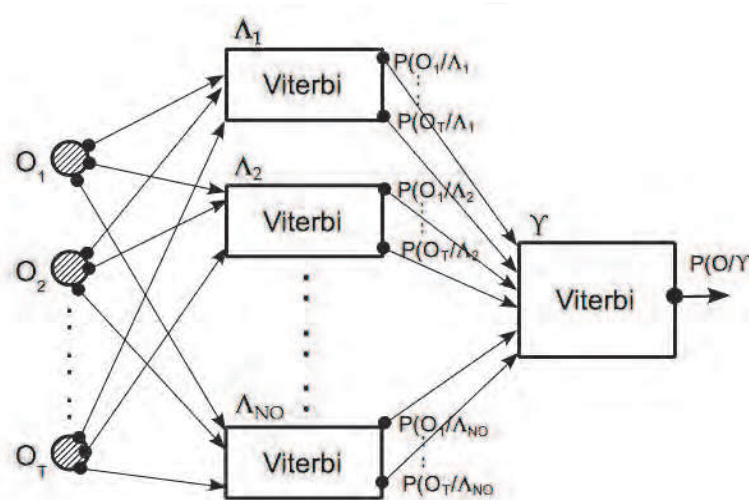 Λ1
Viterbi
P(O1/Λ1
P(OT/Λ1
O1
Λ2
Viterbi
P(O1/Λ2
P(OT/Λ2
O2
ϒ
Viterbi
P(O/ϒ
ΛNO
Viterbi
P(O1/ΛNO
P(OT/ΛNO
OT